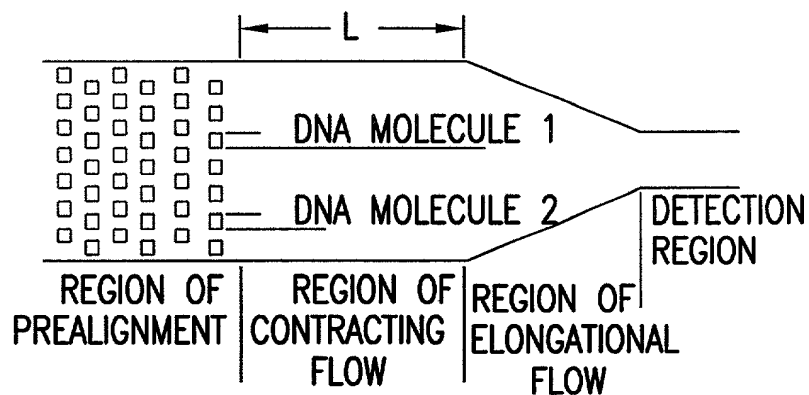 L
DNA MOLECULE 1
DNA MOLECULE 2
DETECTION
REGION
REGION OF
PREALIGNMENT
REGION OF
CONTRACTING
FLOW
REGION OF
ELONGATIONAL
FLOW